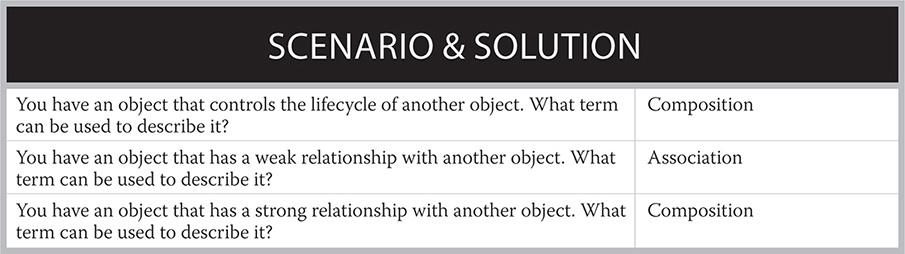 SCENARIO & SOLUTION
You have an object that controls the lifecycle of another object. What term
can be used to describe it?
Composition
You have an object that has a weak relationship with another object. What
term can be used to describe it?
Association
You have an object that has a strong relationship with another object. What
term can be used to describe it?
Composition